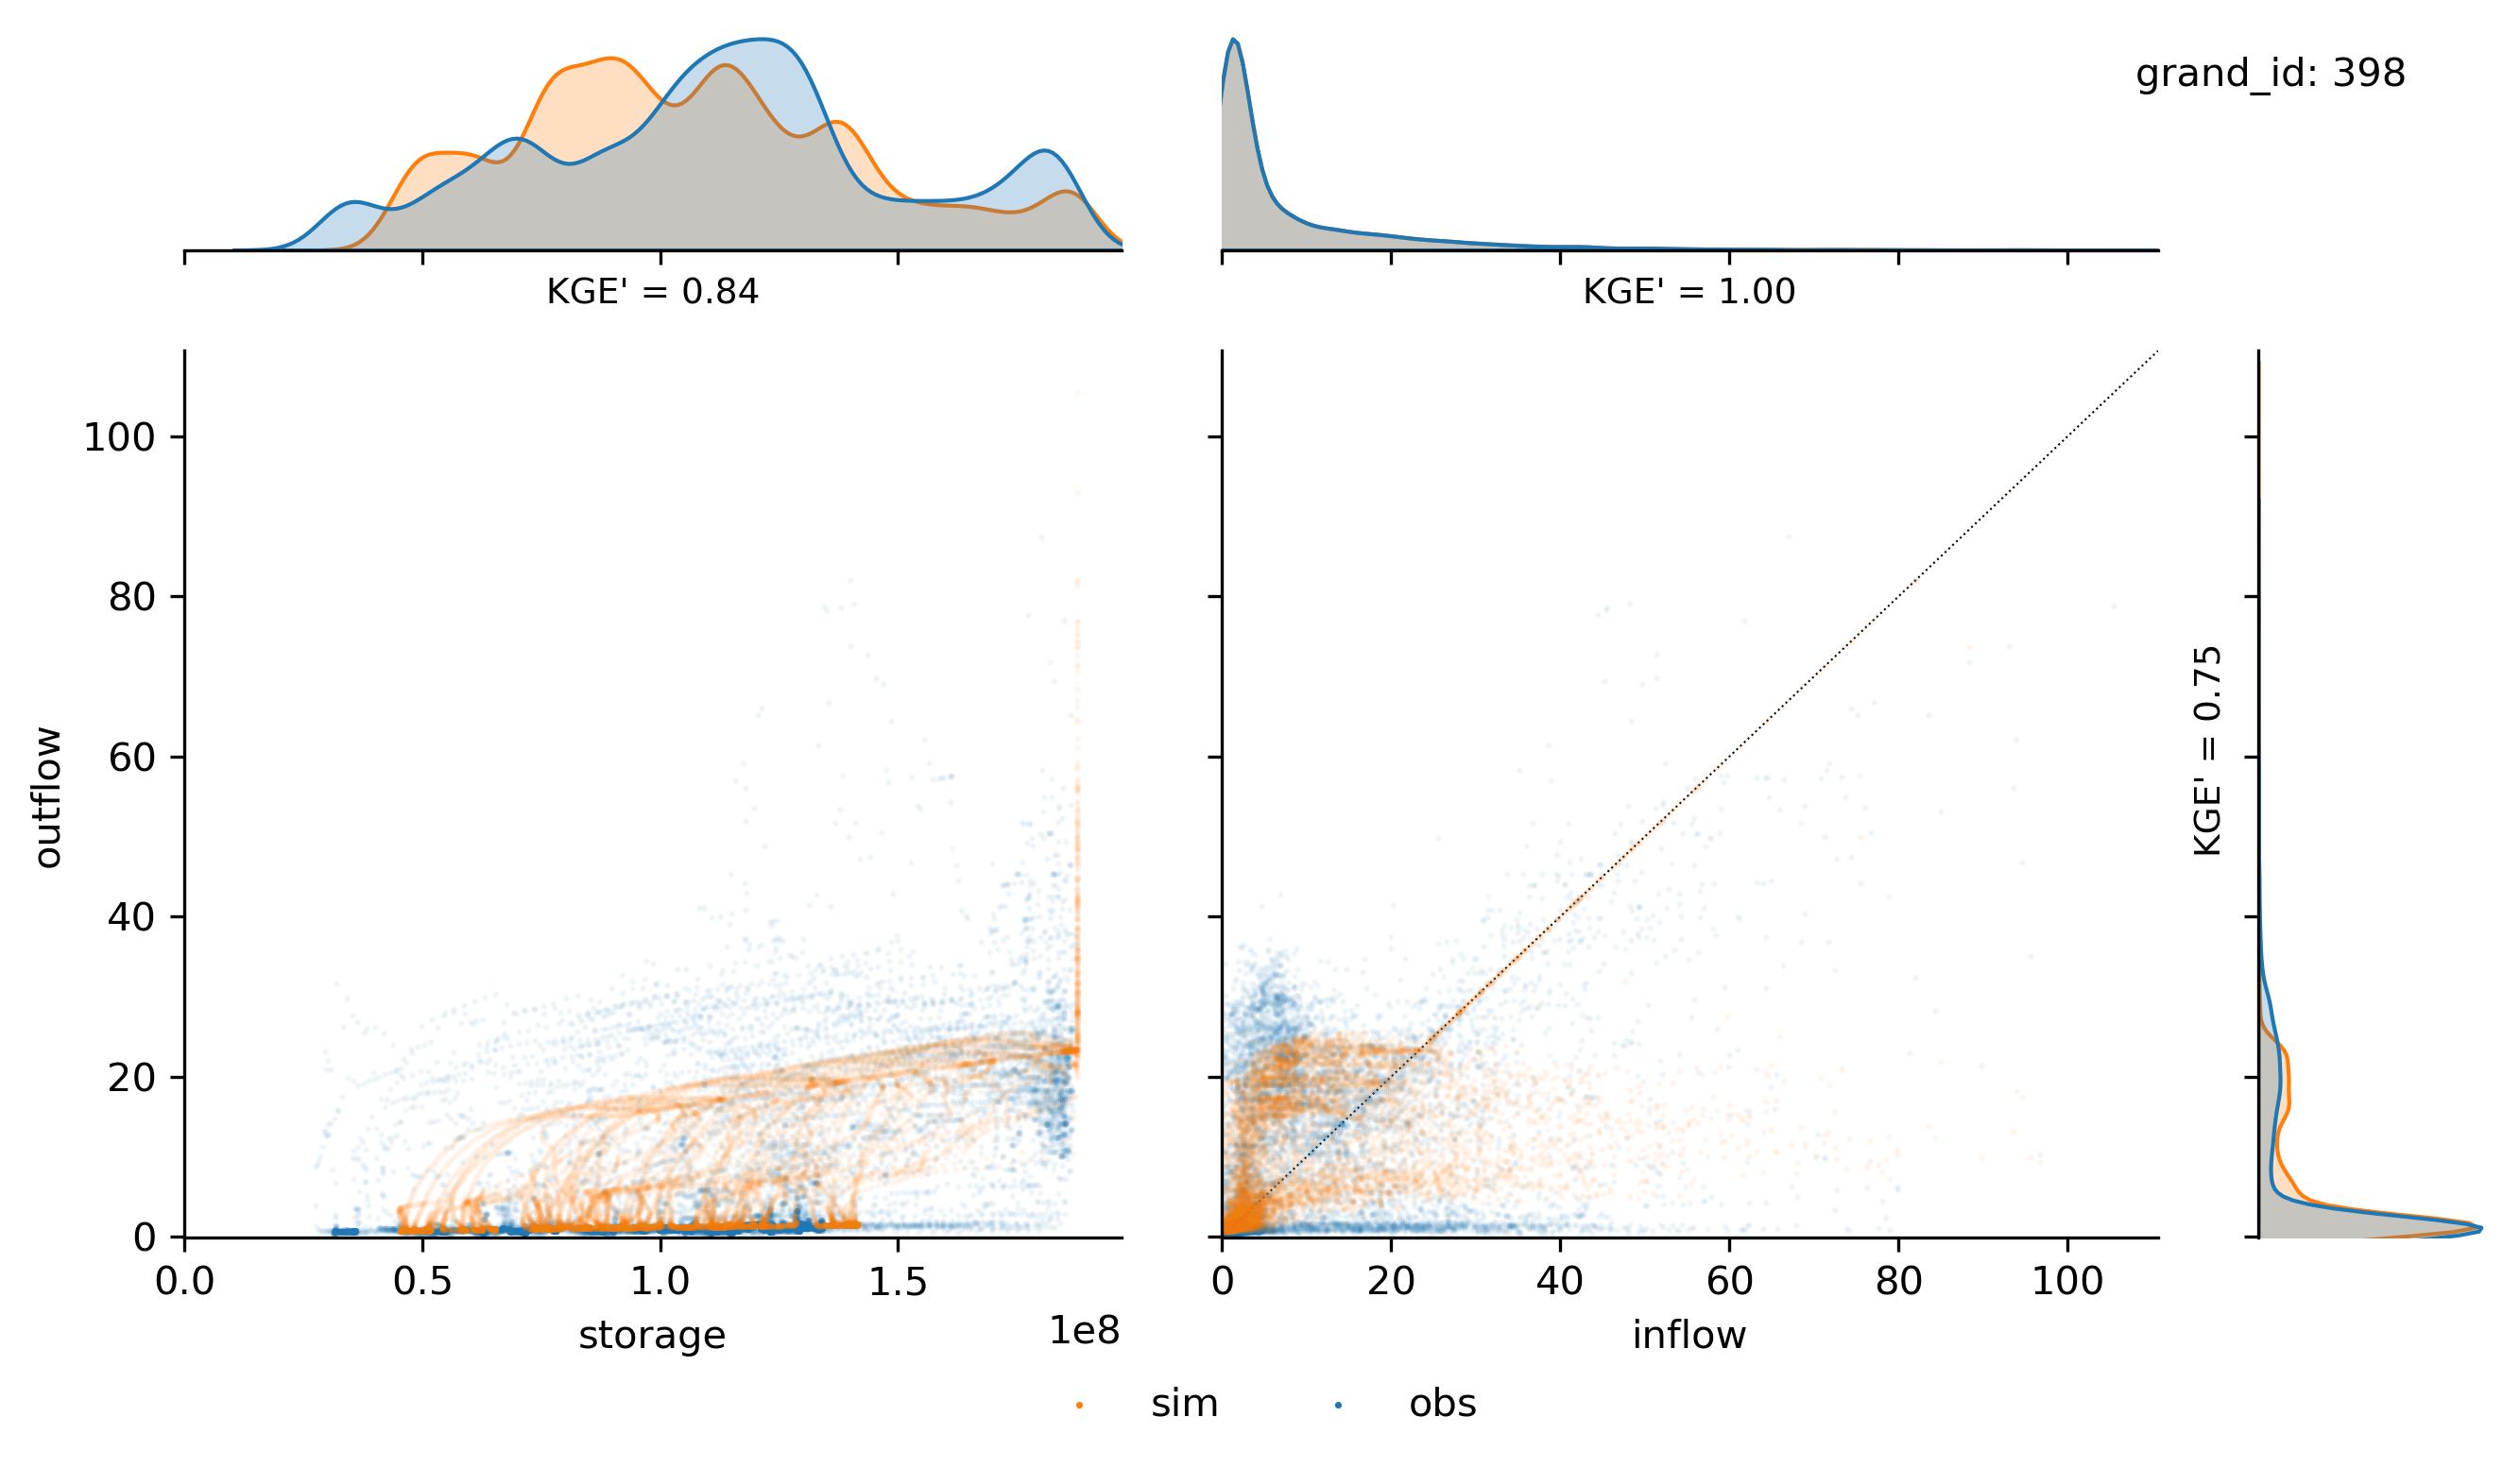 grand_id: 398
KGE' = 0.84
KGE' = 1.00
outflow
100
80
60
40
20
0
KGE' = 0.75
0.0 0.5 1.0 1.5
storage
1e8
0 20 40 60 80 100
inflow
sim obs